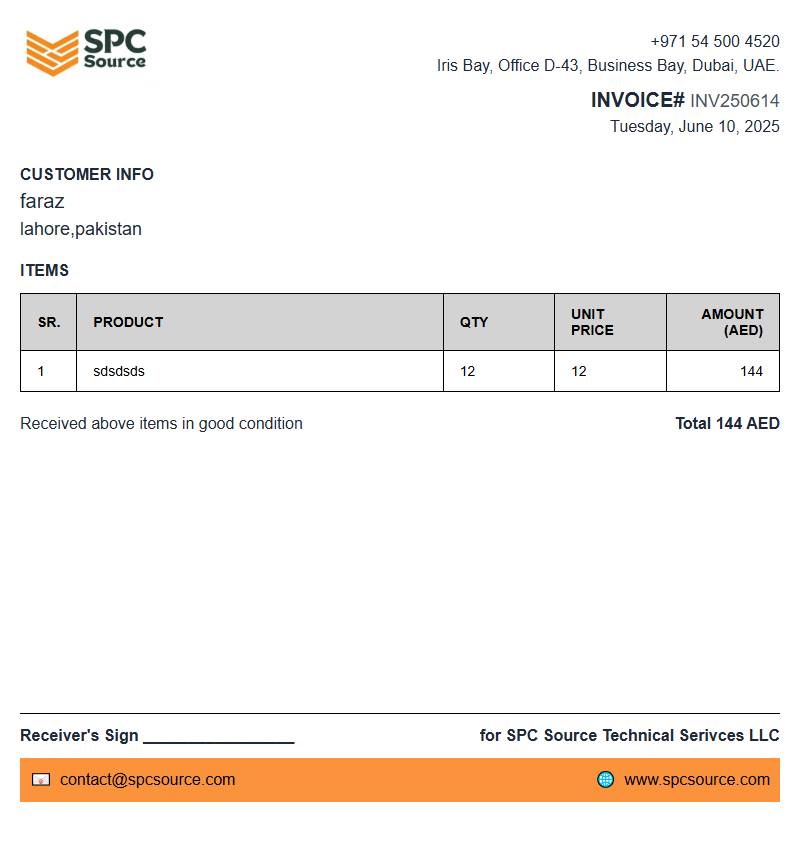 SPC
Source
+971 54 500 4520
Iris Bay, Office D-43, Business Bay, Dubai, UAE.
INVOICE# INV250614
Tuesday, June 10, 2025
CUSTOMER INFO
faraz
lahore,pakistan
ITEMS
SR. PRODUCT QTY UNIT PRICE AMOUNT (AED)
1 sdsdsds 12 12 144
Received above items in good condition Total 144 AED
Receiver's Sign _________________ for SPC Source Technical Serivces LLC
contact@spcsource.com www.spcsource.com